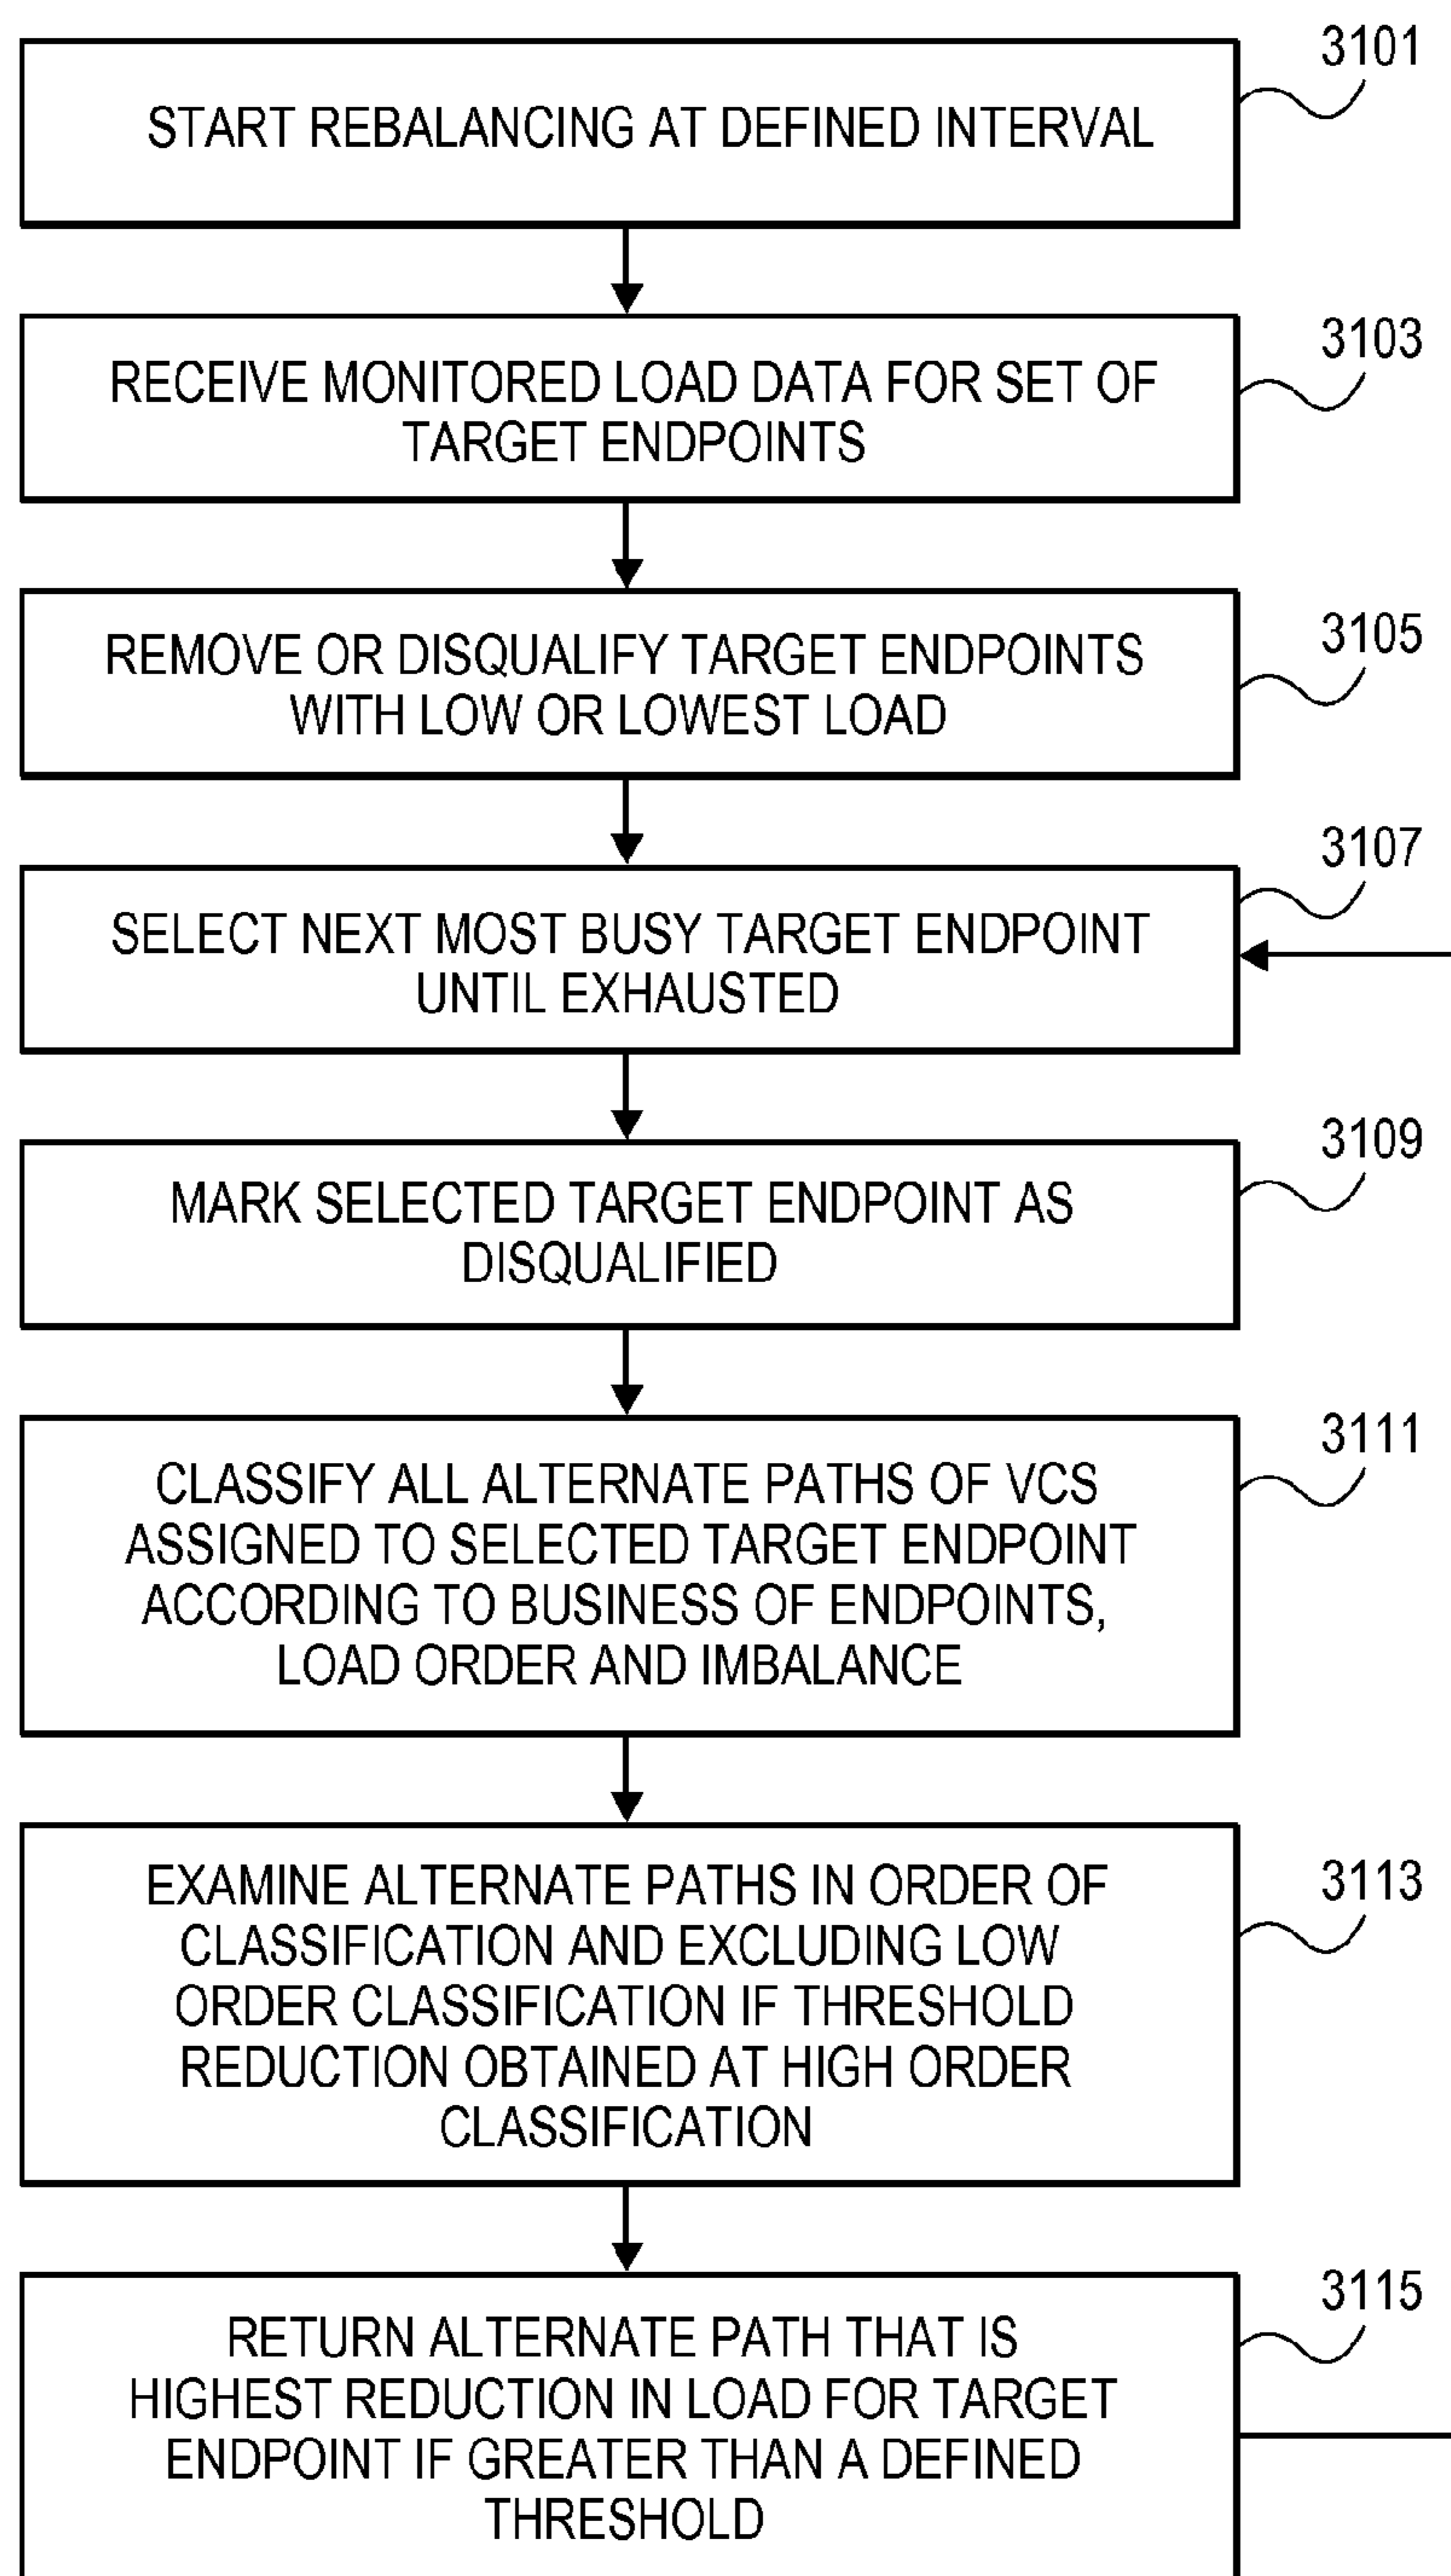 3101
START REBALANCING AT DEFINED INTERVAL
3103
RECEIVE MONITORED LOAD DATA FOR SET OF
TARGET ENDPOINTS
3105
REMOVE OR DISQUALIFY TARGET ENDPOINTS
WITH LOW OR LOWEST LOAD
3107
SELECT NEXT MOST BUSY TARGET ENDPOINT
UNTIL EXHAUSTED
3109
MARK SELECTED TARGET ENDPOINT AS
DISQUALIFIED
3111
CLASSIFY ALL ALTERNATE PATHS OF VCS
ASSIGNED TO SELECTED TARGET ENDPOINT
ACCORDING TO BUSINESS OF ENDPOINTS,
LOAD ORDER AND IMBALANCE
3113
EXAMINE ALTERNATE PATHS IN ORDER OF
CLASSIFICATION AND EXCLUDING LOW
ORDER CLASSIFICATION IF THRESHOLD
REDUCTION OBTAINED AT HIGH ORDER
CLASSIFICATION
3115
RETURN ALTERNATE PATH THAT IS
HIGHEST REDUCTION IN LOAD FOR TARGET
ENDPOINT IF GREATER THAN A DEFINED
THRESHOLD